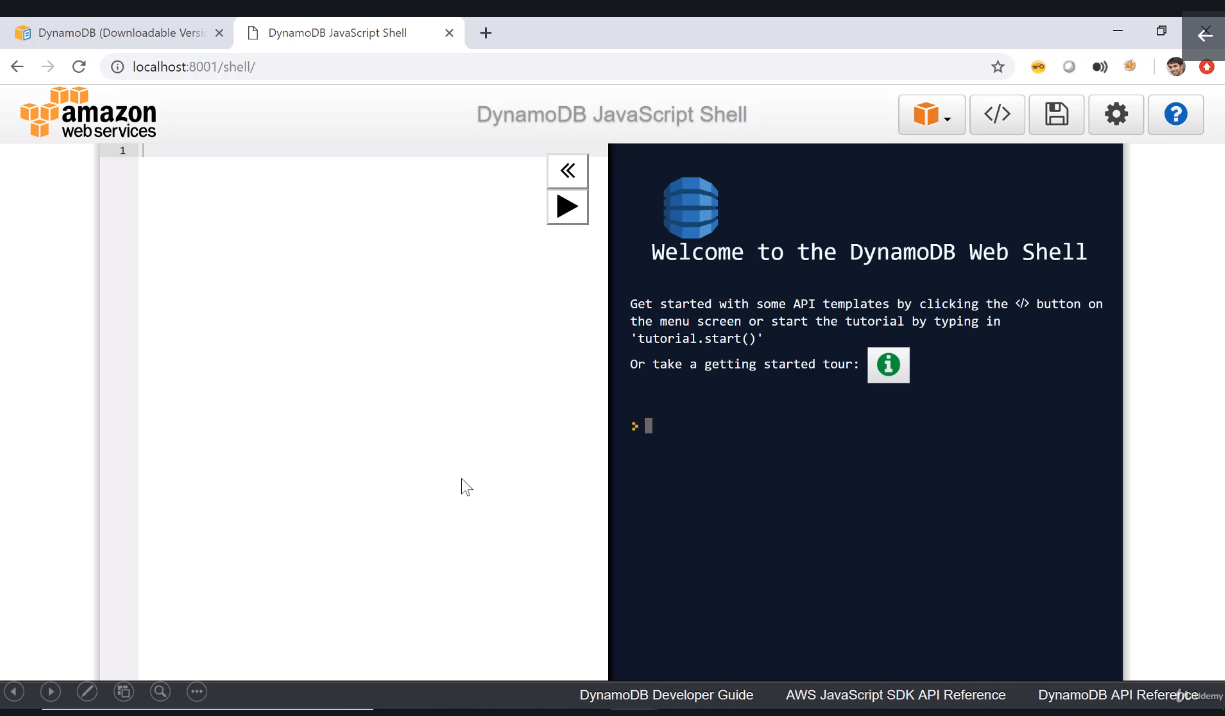 DynamoDB (Downloadable Versi
DynamoDB JavaScript Shell
localhost:8001/shell/
amazon
web services
DynamoDB JavaScript Shell
</>
?
1
Welcome to the DynamoDB Web Shell
Get started with some API templates by clicking the </> button on
the menu screen or start the tutorial by typing in
'tutorial.start()'
Or take a getting started tour:
>
DynamoDB Developer Guide
AWS JavaScript SDK API Reference
DynamoDB API Reference
Udemy